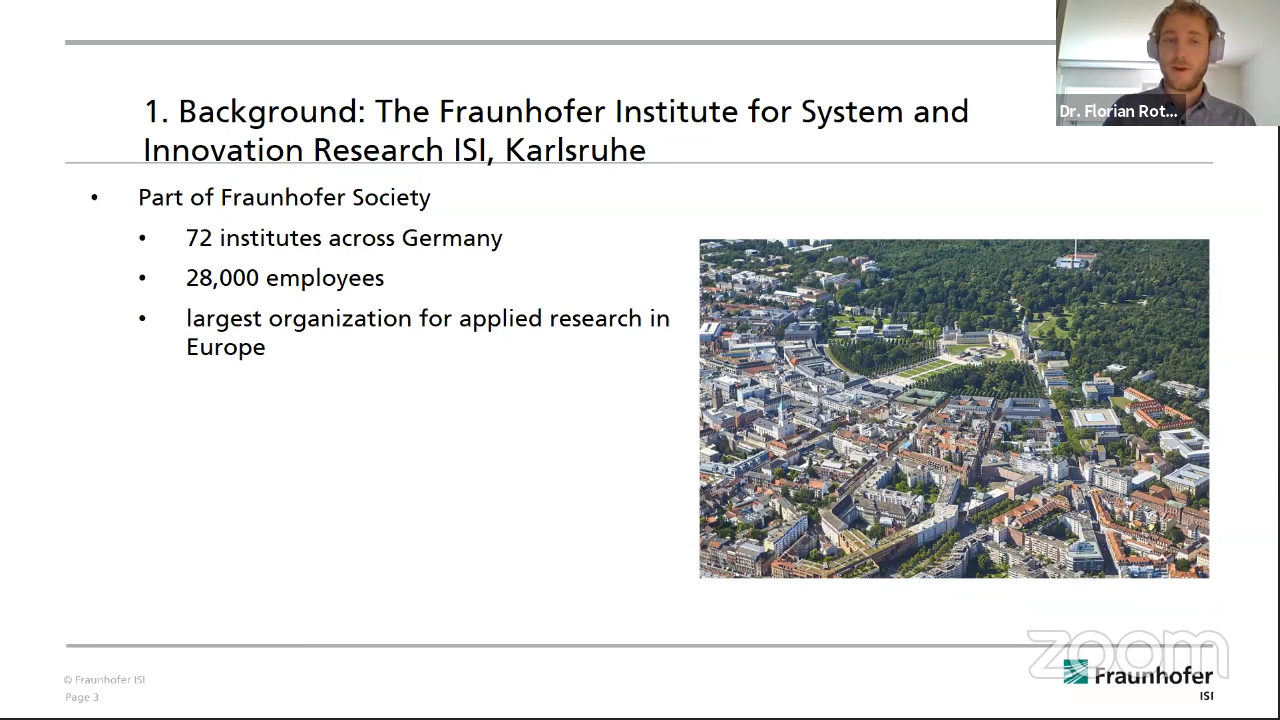 Dr. Florian Rot...
1. Background: The Fraunhofer Institute for System and
Innovation Research ISI, Karlsruhe
• Part of Fraunhofer Society
• 72 institutes across Germany
• 28,000 employees
• largest organization for applied research in
Europe
zoom
Fraunhofer
ISI
© Fraunhofer ISI
Page 3